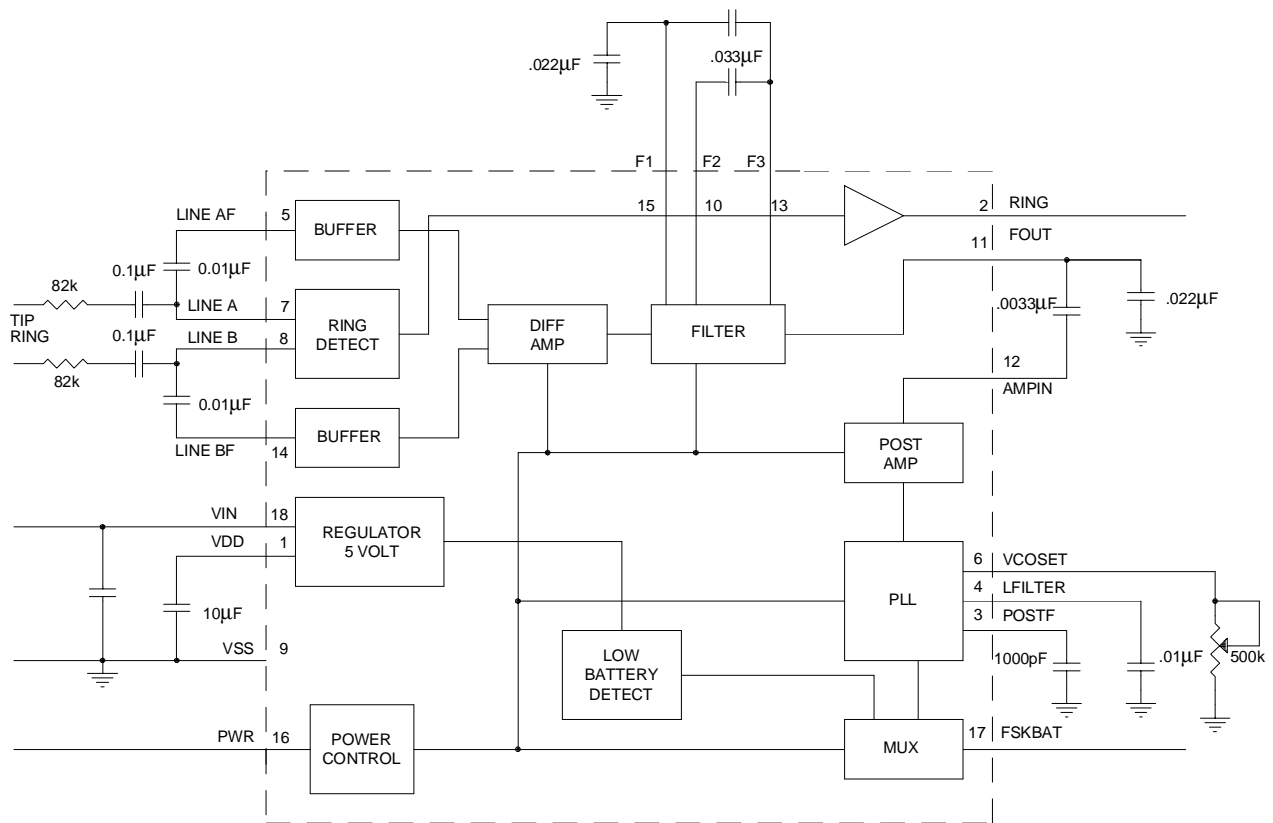 .022µF
.033µF
F1
F2
F3
15
10
13
2
RING
11
FOUT
LINE AF
5
BUFFER
0.1µF
0.01µF
82k
LINE A
7
RING
DETECT
TIP
RING
0.1µF
LINE B
8
82k
0.01µF
LINE BF
14
BUFFER
DIFF
AMP
FILTER
.0033µF
.022µF
12
AMPIN
POST
AMP
VIN
18
VDD
1
REGULATOR
5 VOLT
10µF
VSS
9
PLL
6
VCOSET
4
LFILTER
3
POSTF
1000pF
.01µF
500k
LOW
BATTERY
DETECT
PWR
16
POWER
CONTROL
MUX
17
FSKBAT